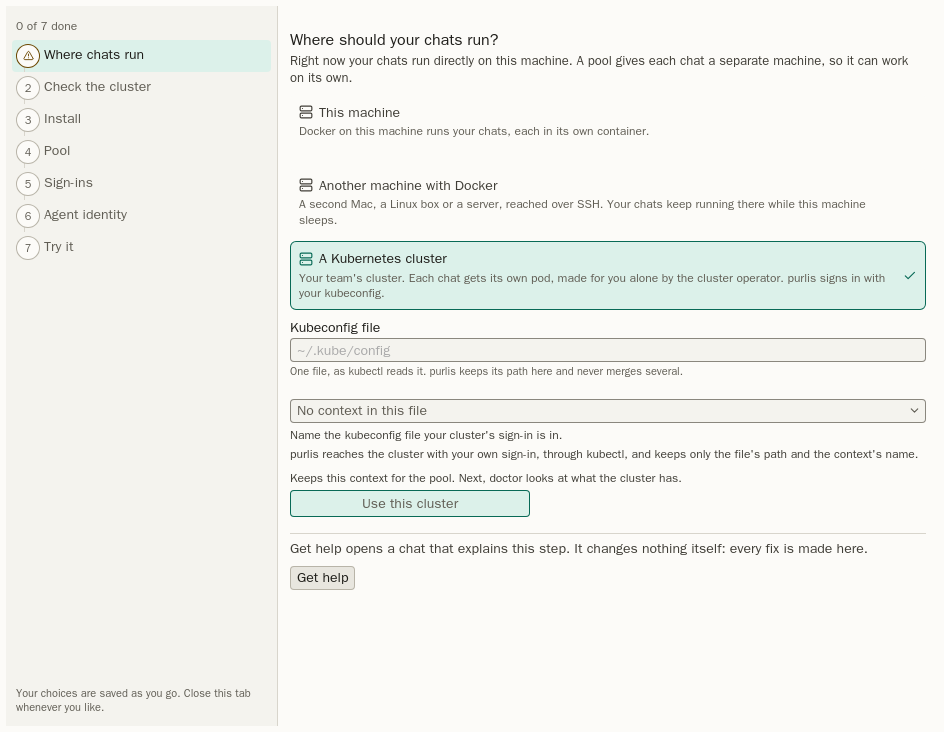 0 of 7 done
Where chats run
2 Check the cluster
3 Install
4 Pool
5 Sign-ins
6 Agent identity
7 Try it
Your choices are saved as you go. Close this tab
whenever you like.
Where should your chats run?
Right now your chats run directly on this machine. A pool gives each chat a separate machine, so it can work
on its own.
This machine
Docker on this machine runs your chats, each in its own container.
Another machine with Docker
A second Mac, a Linux box or a server, reached over SSH. Your chats keep running there while this machine
sleeps.
A Kubernetes cluster
Your team's cluster. Each chat gets its own pod, made for you alone by the cluster operator. purlis signs in with
your kubeconfig.
Kubeconfig file
~/.kube/config
One file, as kubectl reads it. purlis keeps its path here and never merges several.
No context in this file
Name the kubeconfig file your cluster's sign-in is in.
purlis reaches the cluster with your own sign-in, through kubectl, and keeps only the file's path and the context's name.
Keeps this context for the pool. Next, doctor looks at what the cluster has.
Use this cluster
Get help opens a chat that explains this step. It changes nothing itself: every fix is made here.
Get help